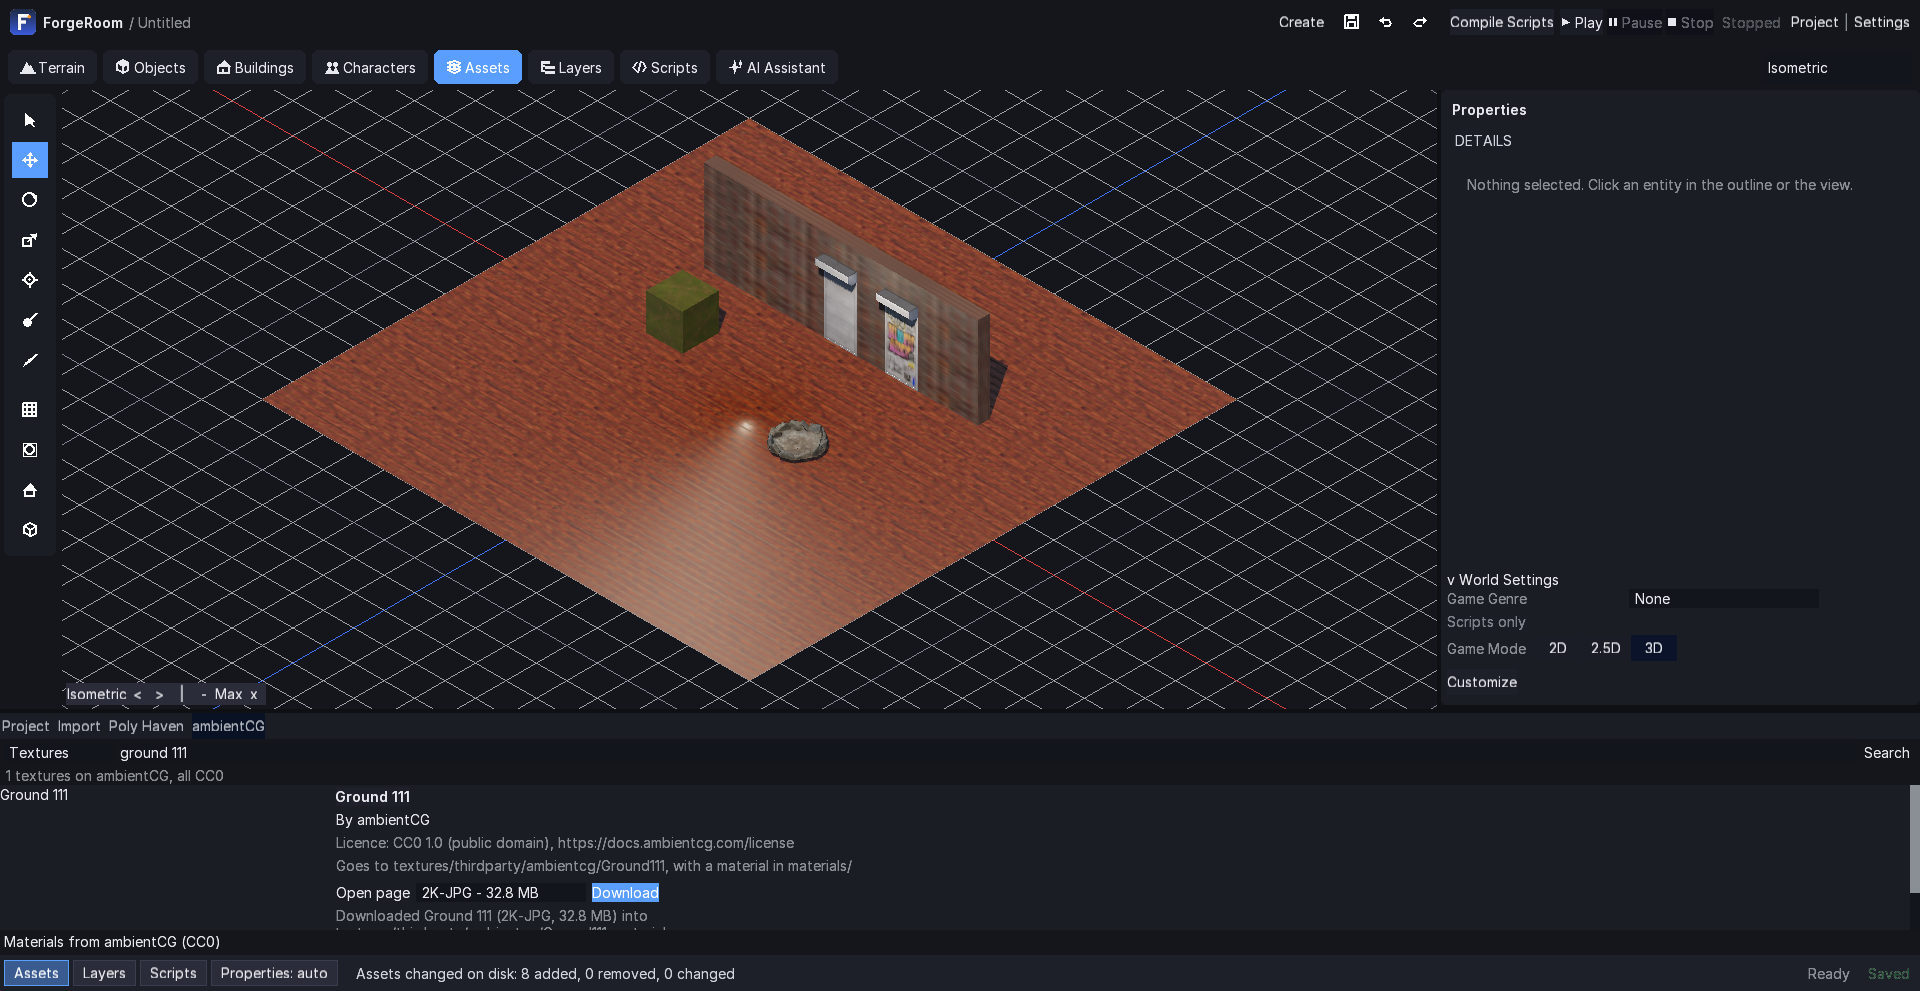 ForgeRoom / Untitled
Create
Compile Scripts Play Pause Stop Stopped Project | Settings
Terrain Objects Buildings Characters Assets Layers Scripts AI Assistant
Isometric
Properties
DETAILS
Nothing selected. Click an entity in the outline or the view.
v World Settings
Game Genre None
Scripts only
Game Mode 2D 2.5D 3D
Customize
Isometric < > | - Max x
Project Import Poly Haven ambientCG
Textures ground 111 Search
1 textures on ambientCG, all CC0
Ground 111
Ground 111
By ambientCG
Licence: CC0 1.0 (public domain), https://docs.ambientcg.com/license
Goes to textures/thirdparty/ambientcg/Ground111, with a material in materials/
Open page 2K-JPG - 32.8 MB Download
Downloaded Ground 111 (2K-JPG, 32.8 MB) into
Materials from ambientCG (CC0)
Assets Layers Scripts Properties: auto Assets changed on disk: 8 added, 0 removed, 0 changed
Ready Saved